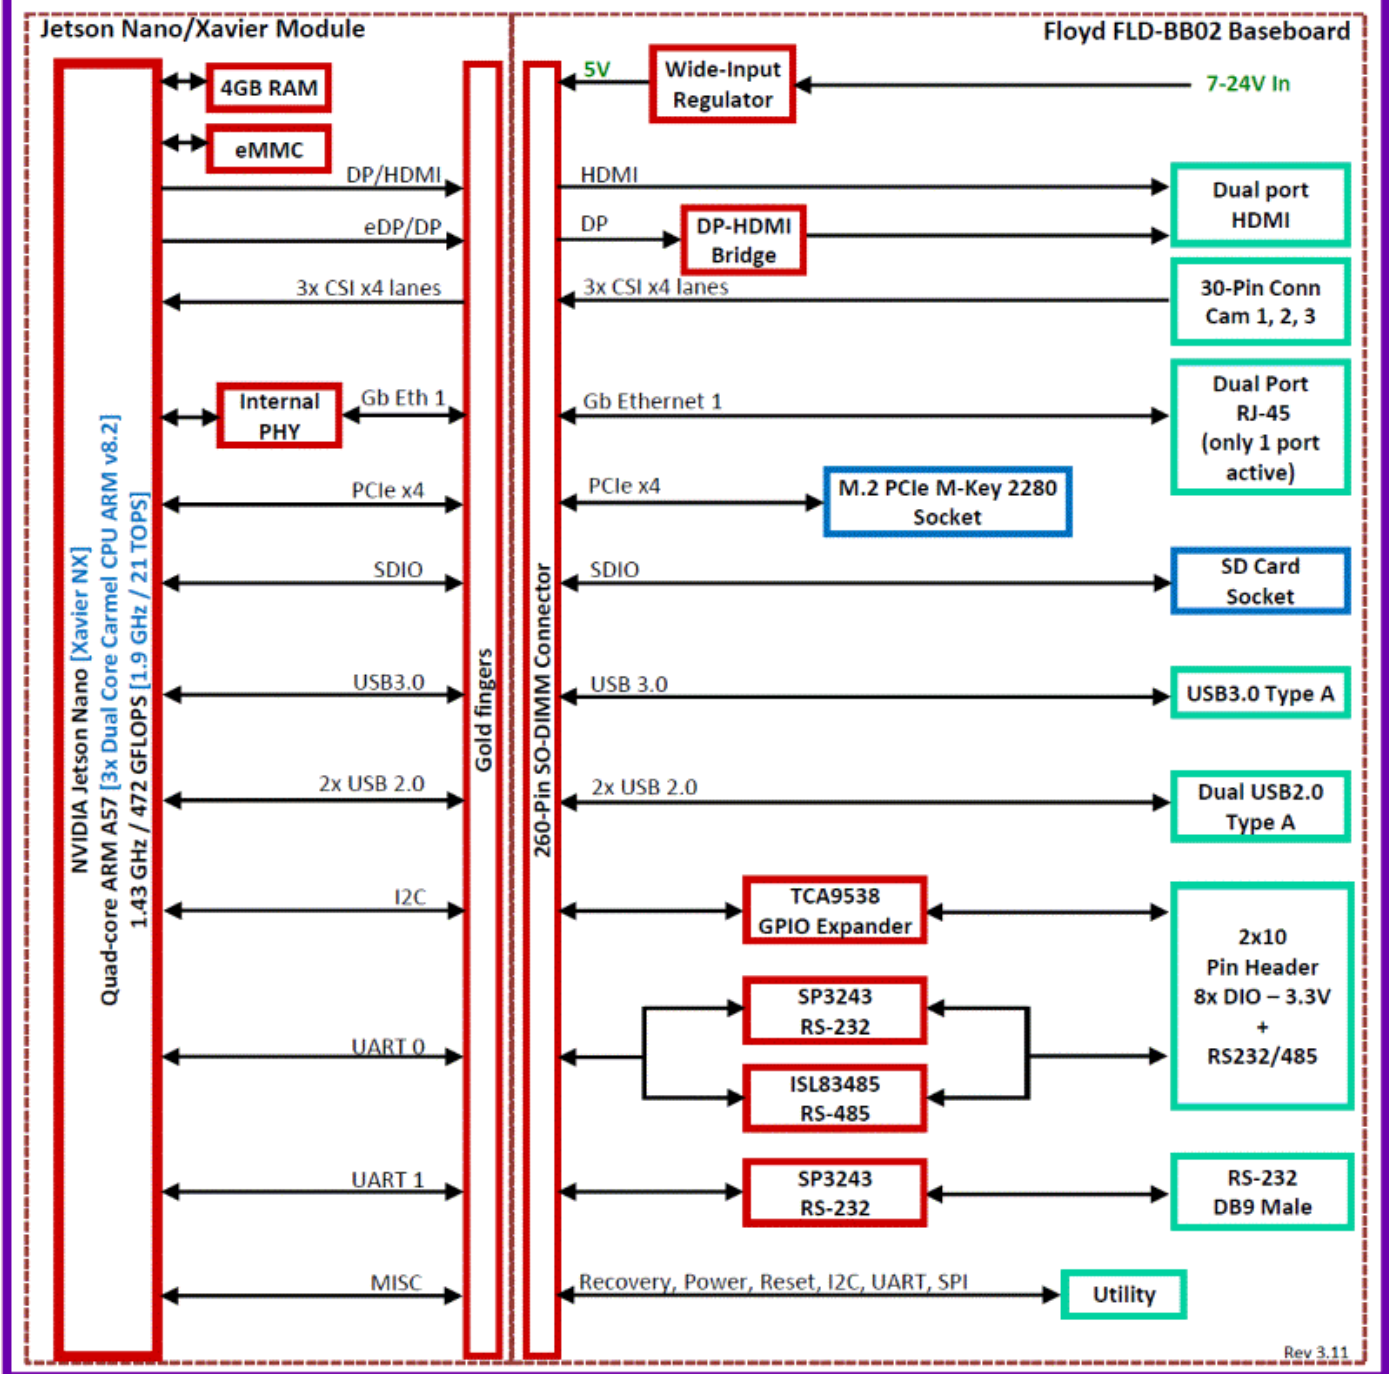 Jetson Nano/Xavier Module
Floyd FLD-BB02 Baseboard
NVIDIA Jetson Nano [Xavier NX]
Quad-core ARM A57 [3x Dual Core Carmel CPU ARM v8.2]
1.43 GHz / 472 GFLOPS [1.9 GHz / 21 TOPS]
4GB RAM
eMMC
DP/HDMI
eDP/DP
3x CSI x4 lanes
Internal
PHY
Gb Eth 1
PCIe x4
SDIO
USB3.0
2x USB 2.0
I2C
UART 0
UART 1
MISC
Gold fingers
260-Pin SO-DIMM Connector
5V
Wide-Input
Regulator
7-24V In
HDMI
Dual port
HDMI
DP
DP-HDMI
Bridge
3x CSI x4 lanes
30-Pin Conn
Cam 1, 2, 3
Gb Ethernet 1
Dual Port
RJ-45
(only 1 port
active)
PCIe x4
M.2 PCIe M-Key 2280
Socket
SDIO
SD Card
Socket
USB 3.0
USB3.0 Type A
2x USB 2.0
Dual USB2.0
Type A
TCA9538
GPIO Expander
SP3243
RS-232
ISL83485
RS-485
2x10
Pin Header
8x DIO – 3.3V
+
RS232/485
SP3243
RS-232
RS-232
DB9 Male
Recovery, Power, Reset, I2C, UART, SPI
Utility
Rev 3.11